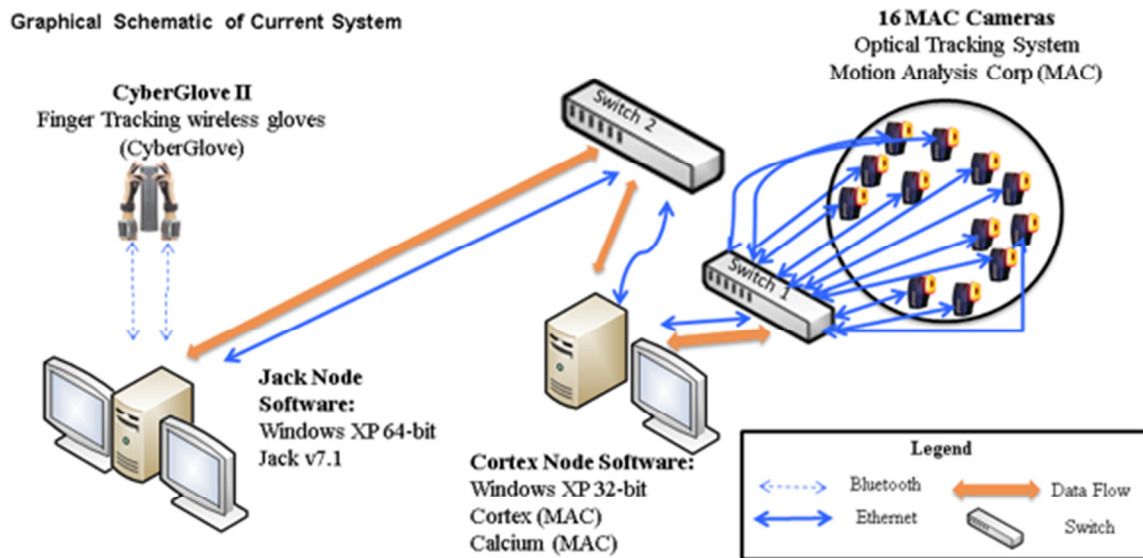 Graphical Schematic of Current System
16 MAC Cameras
Optical Tracking System
Motion Analysis Corp (MAC)
CyberGlove II
Finger Tracking wireless gloves
(CyberGlove)
Switch 2
Switch 1
Jack Node
Software:
Windows XP 64-bit
Jack v7.1
Cortex Node Software:
Windows XP 32-bit
Cortex (MAC)
Calcium (MAC)
Legend
Bluetooth
Data Flow
Ethernet
Switch